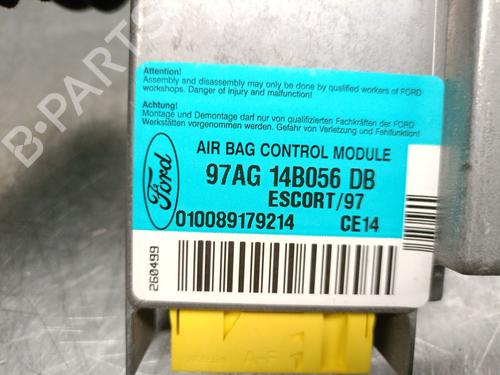 Attention!
Assembly and disassembly may only be done by qualified workers of FORD
workshops. Danger of injury and malfunction!
Achtung!
Montage und Demontage darf nur von qualifizierten Fachkräften der FORD
Werkstätten vorgenommen werden. Gefahr von Verletzung und Fehlfunktion!
AIR BAG CONTROL MODULE
97AG 14B056 DB
ESCORT/97
010089179214 CE14
Ford
260499
B-PARTS